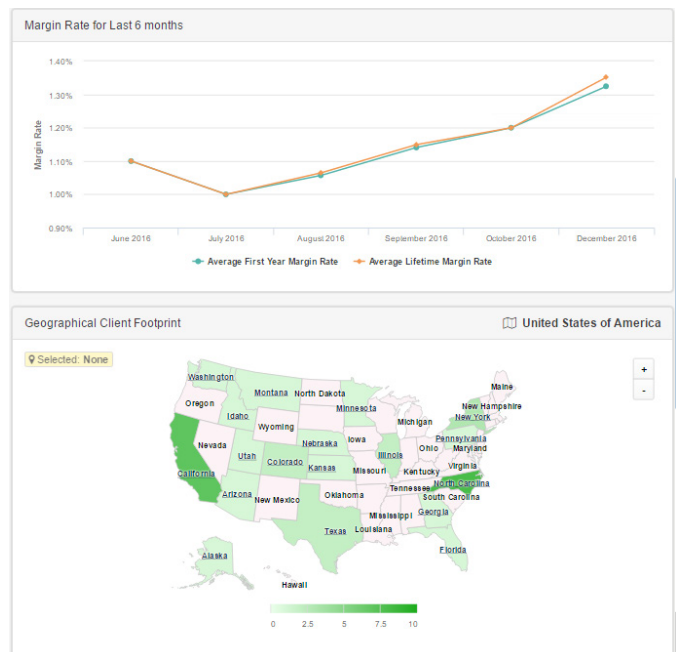 Margin Rate for Last 6 months
1.40%
1.30%
1.20%
1.10%
1.00%
0.90%
Margin Rate
June 2016 July 2016 August 2016 September 2016 October 2016 December 2016
Average First Year Margin Rate Average Lifetime Margin Rate
Geographical Client Footprint United States of America
Selected: None
+
-
Washington
Montana North Dakota
Maine
Oregon
Idaho
Minnesota
New Hampshire
New York
Wyoming
Michigan
Nevada
Nebraska
Iowa
Pennsylvania
Ohio Maryland
Utah
Colorado
Kansas
Illinois
Missouri
Kentucky
Virginia
California
North Carolina
Tennessee
South Carolina
Arizona
New Mexico
Oklahoma
Mississippi
Georgia
Texas
Louisiana
Florida
Alaska
Hawaii
0 2.5 5 7.5 10